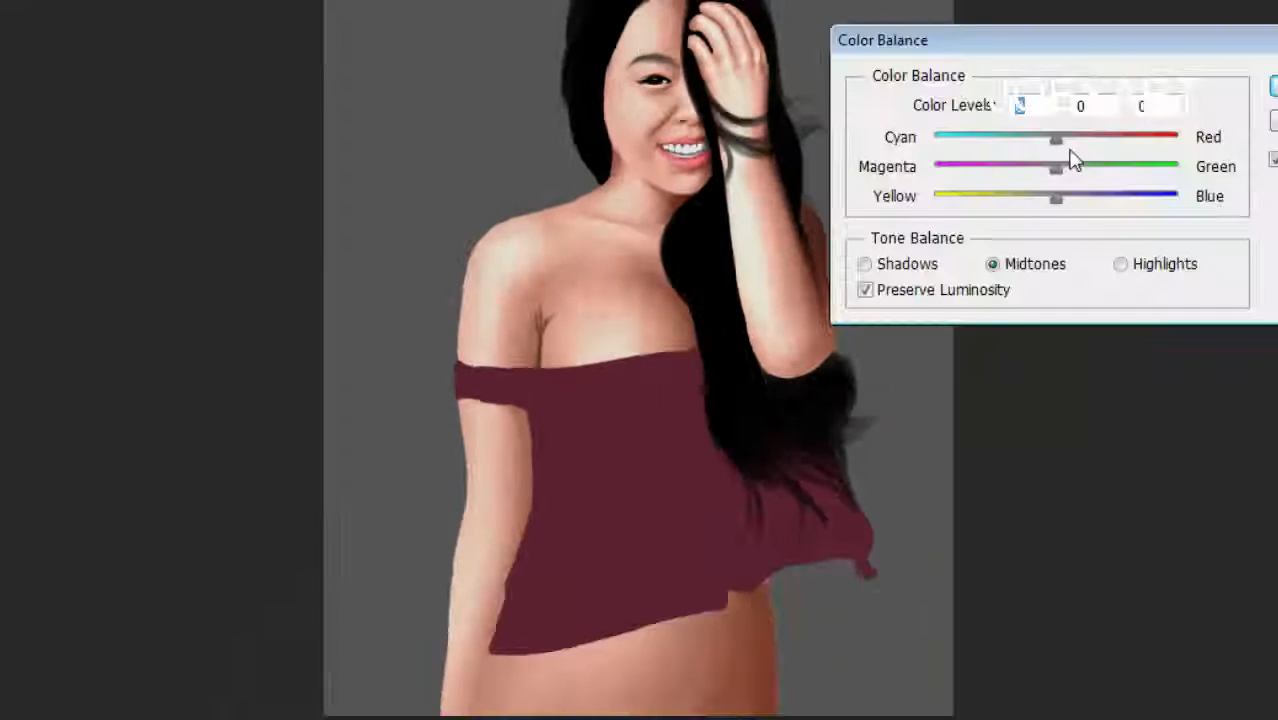 Color Balance
Color Balance
Color Levels: 0 0
Cyan Red
Magenta Green
Yellow Blue
Tone Balance
Shadows Midtones Highlights
Preserve Luminosity